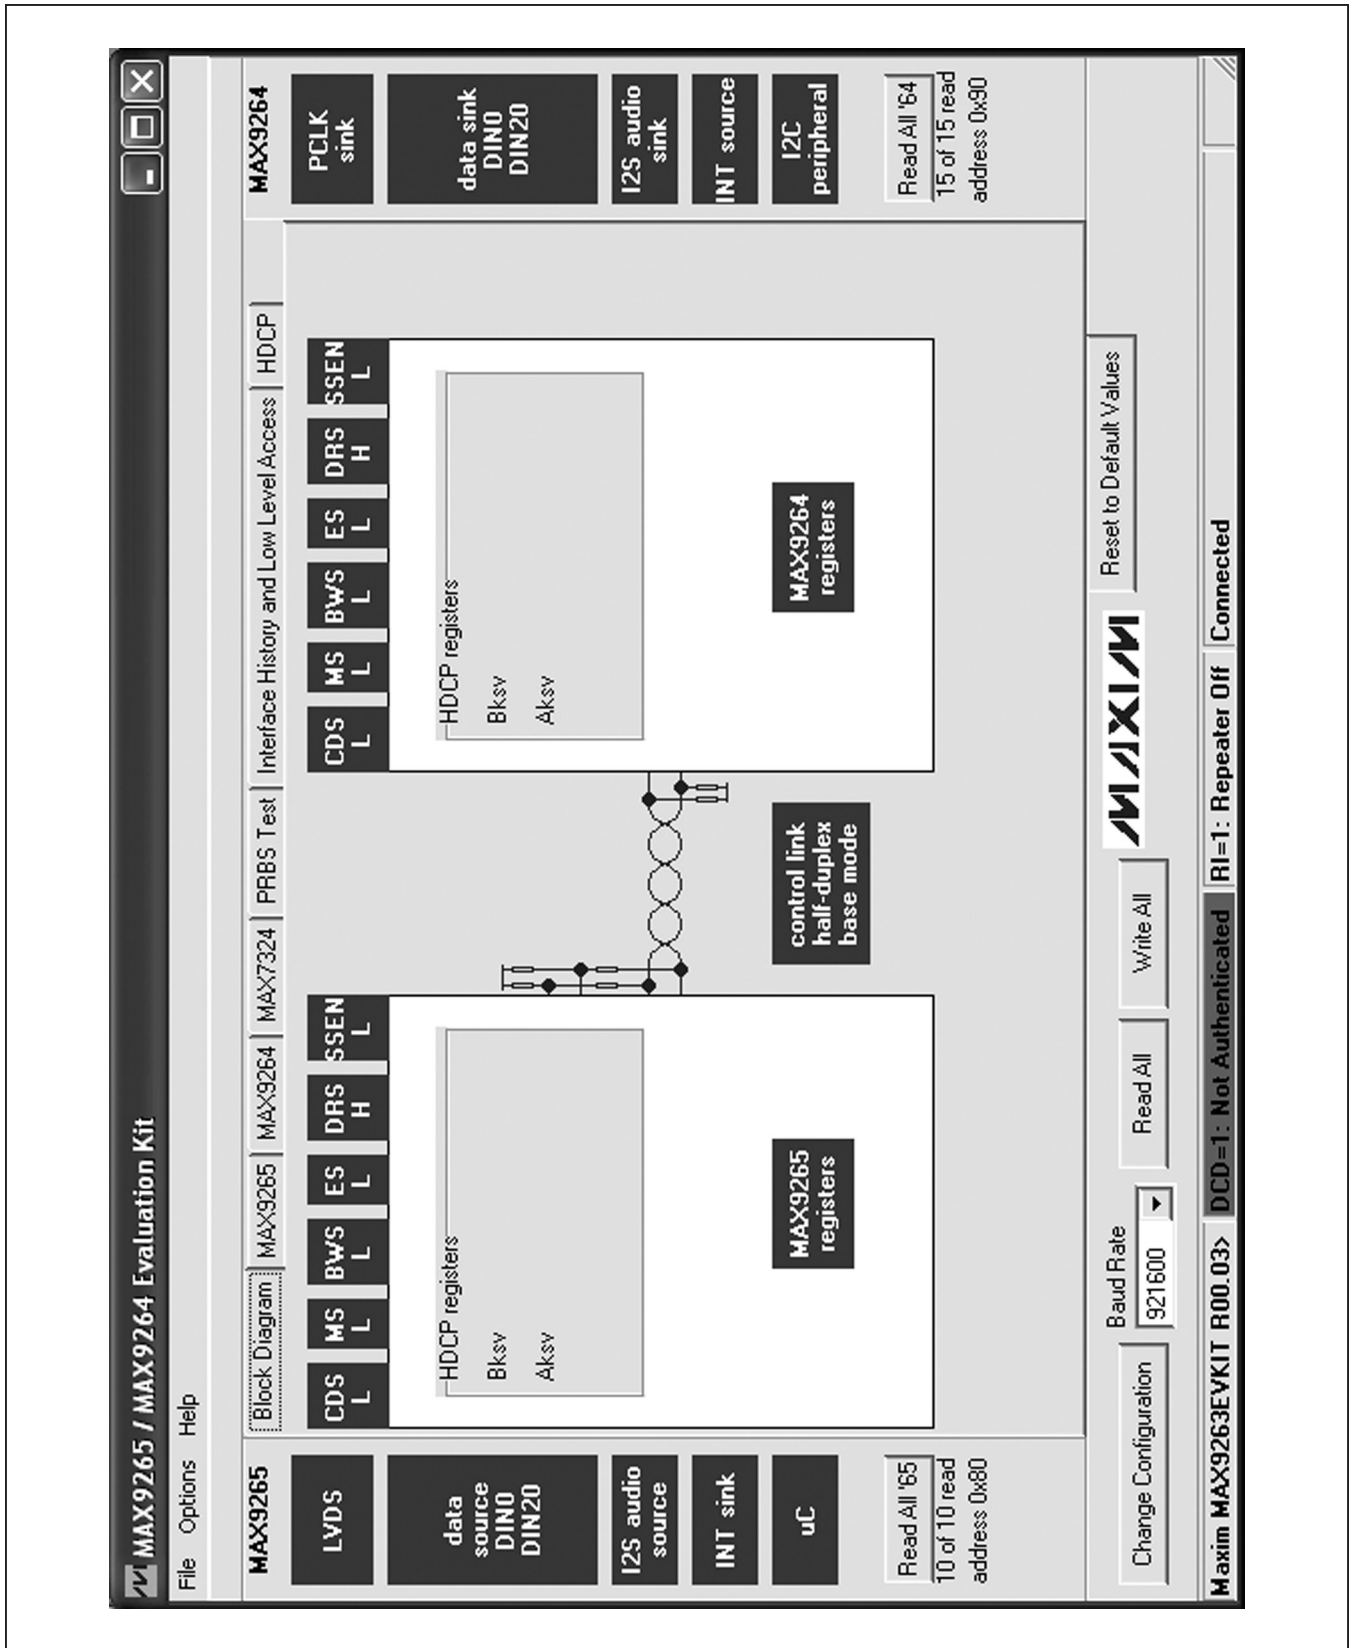 MAX9265 / MAX9264 Evaluation Kit
File Options Help
MAX9265
LVDS
data
source
DIN0
DIN20
I2S audio
source
INT sink
uC
Read All '65
10 of 10 read
address 0x80
Block Diagram MAX9265 MAX9264 MAX7324 PRBS Test Interface History and Low Level Access HDCP
CDS
L
MS
L
BWS
L
ES
L
DRS
H
SSEN
L
HDCP registers
Bksv
Aksv
MAX9265
registers
control link
half-duplex
base mode
CDS
L
MS
L
BWS
L
ES
L
DRS
H
SSEN
L
HDCP registers
Bksv
Aksv
MAX9264
registers
MAX9264
PCLK
sink
data sink
DIN0
DIN20
I2S audio
sink
INT source
I2C
peripheral
Read All '64
15 of 15 read
address 0x90
Change Configuration
Baud Rate
921600
Read All
Write All
MAXIM
Reset to Default Values
Maxim MAX9263EVKIT R00.03> DCD=1: Not Authenticated RI=1: Repeater Off Connected